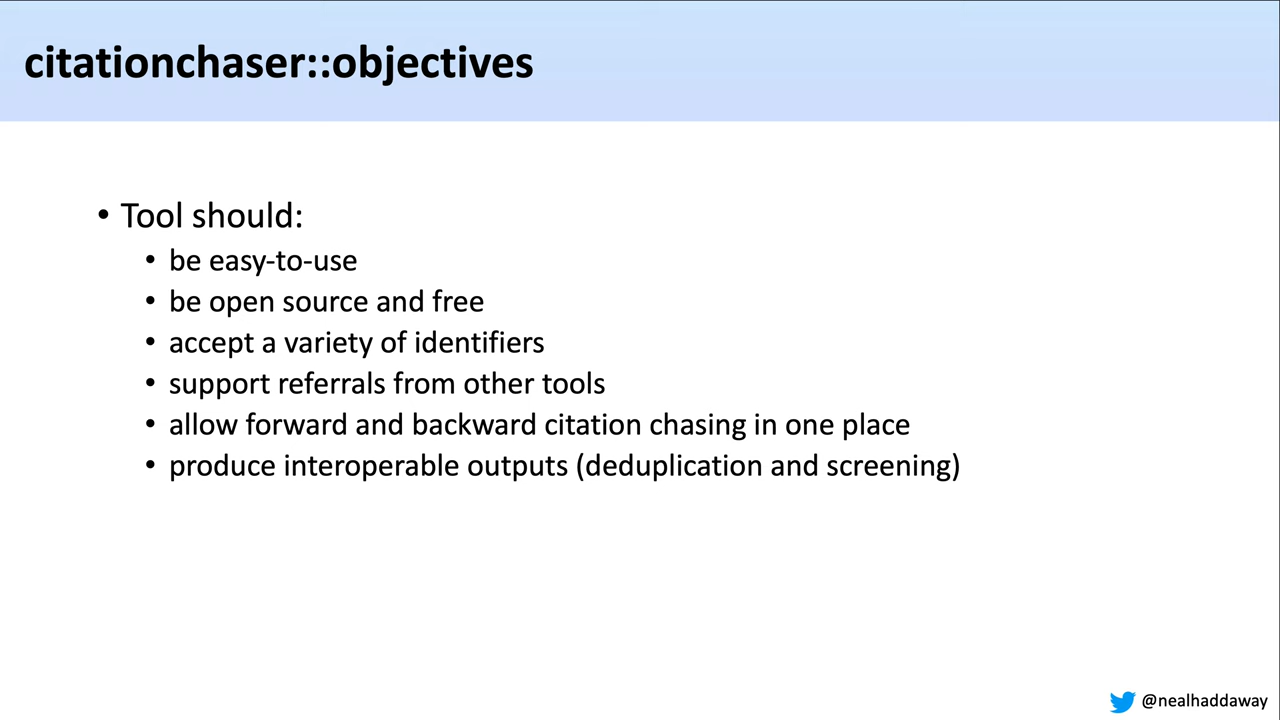 citationchaser::objectives
• Tool should:
• be easy-to-use
• be open source and free
• accept a variety of identifiers
• support referrals from other tools
• allow forward and backward citation chasing in one place
• produce interoperable outputs (deduplication and screening)
@nealhaddaway